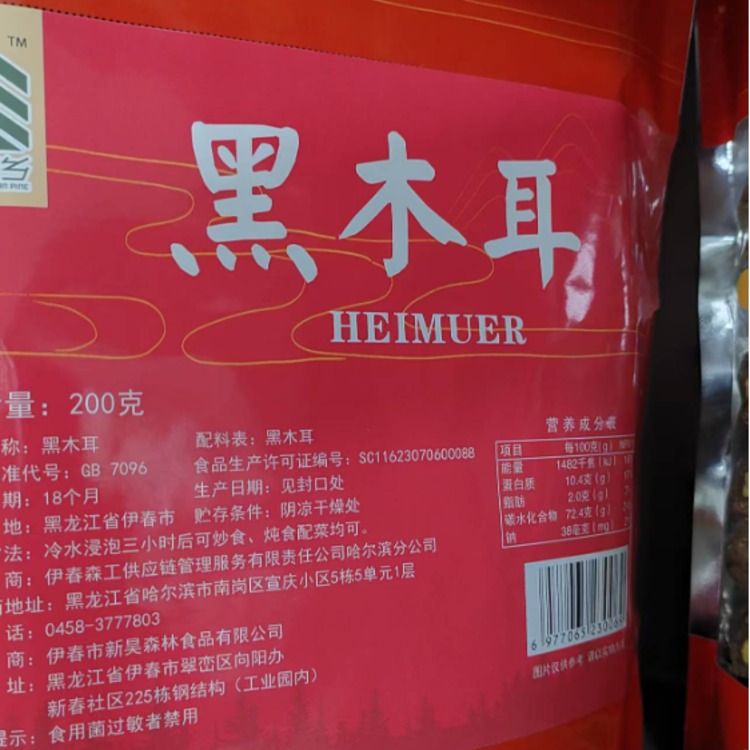 TM
黑木耳
HEIMUER
量：200克
称：黑木耳 配料表：黑木耳
准代号：GB 7096 食品生产许可证编号：SC11623070600088
期：18个月 生产日期：见封口处
地：黑龙江省伊春市 贮存条件：阴凉干燥处
法：冷水浸泡三小时后可炒食、炖食配菜均可。
商：伊春森工供应链管理服务有限责任公司哈尔滨分公司
地址：黑龙江省哈尔滨市南岗区宣庆小区5栋5单元1层
话：0458-3777803
商：伊春市新昊森林食品有限公司
址：黑龙江省伊春市翠峦区向阳办
新春社区225栋钢结构（工业园内）
提示：食用菌过敏者禁用
营养成分表
项目 每100克(g)
能量 1482千焦(kJ)
蛋白质 10.4克(g)
脂肪 2.0克(g)
碳水化合物 72.4克(g)
钠 38毫克(mg)
6 977065 23006
图片仅供参考 请以实物为准